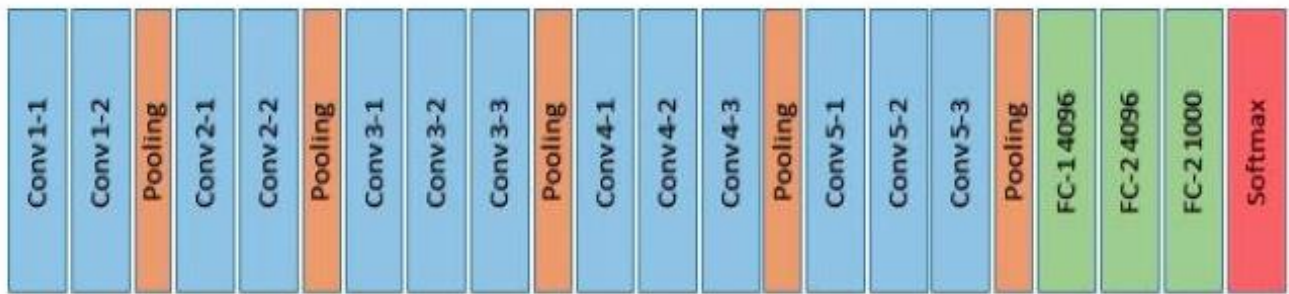 Conv 1-1
Conv 1-2
Pooling
Conv 2-1
Conv 2-2
Pooling
Conv 3-1
Conv 3-2
Conv 3-3
Pooling
Conv 4-1
Conv 4-2
Conv 4-3
Pooling
Conv 5-1
Conv 5-2
Conv 5-3
Pooling
FC-1 4096
FC-2 4096
FC-2 1000
Softmax